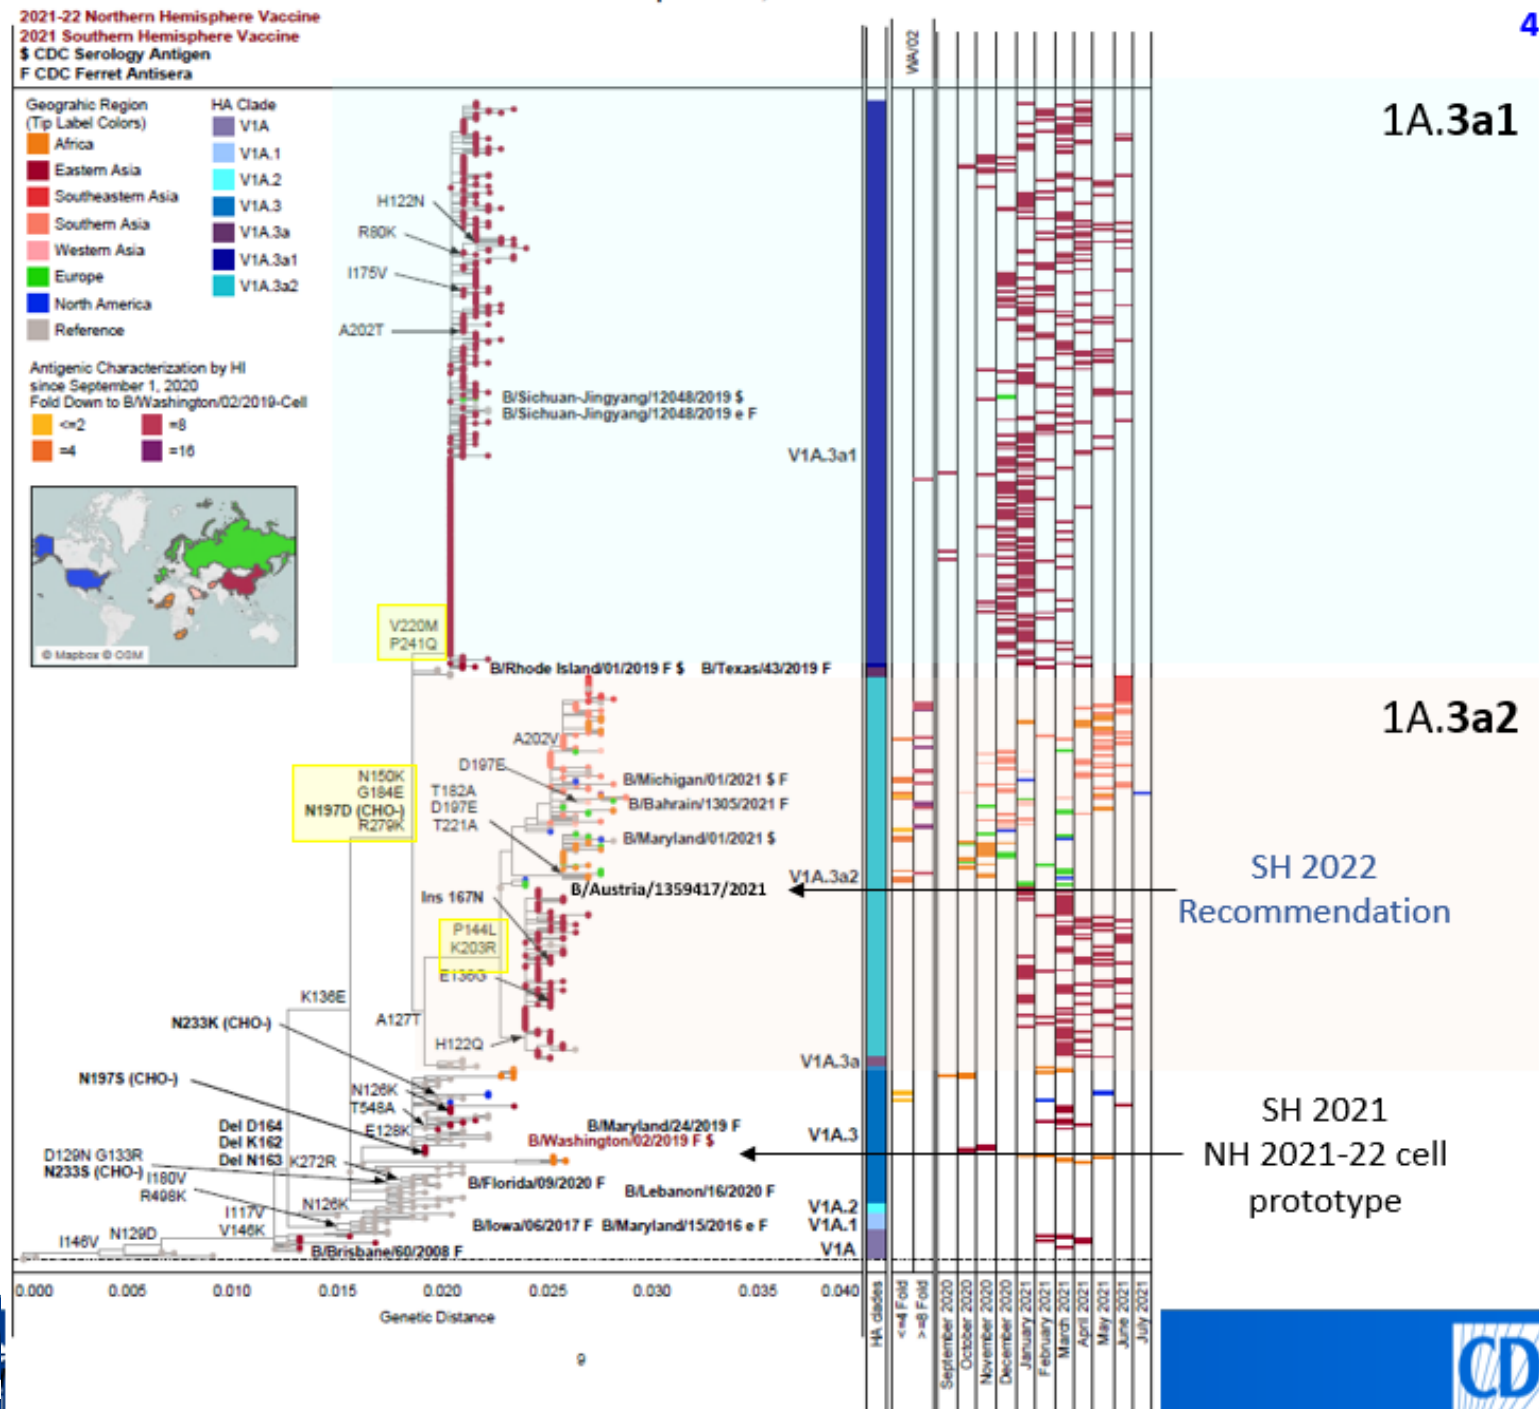 2021-22 Northern Hemisphere Vaccine
2021 Southern Hemisphere Vaccine
$ CDC Serology Antigen
F CDC Ferret Antisera
4
WA/02
Geograhic Region
(Tip Label Colors)
Africa
Eastern Asia
Southeastern Asia
Southern Asia
Western Asia
Europe
North America
Reference
HA Clade
V1A
V1A.1
V1A.2
V1A.3
V1A.3a
V1A.3a1
V1A.3a2
Antigenic Characterization by HI
since September 1, 2020
Fold Down to B/Washington/02/2019-Cell
<=2
=8
=4
=16
© Mapbox © OSM
1A.3a1
H122N
R80K
I175V
A202T
B/Sichuan-Jingyang/12048/2019 $
B/Sichuan-Jingyang/12048/2019 e F
V1A.3a1
V220M
P241Q
B/Rhode Island/01/2019 F $ B/Texas/43/2019 F
1A.3a2
A202V
D197E
N150K
G184E
N197D (CHO-)
R279K
T182A
D197E
T221A
B/Michigan/01/2021 $ F
B/Bahrain/1305/2021 F
B/Maryland/01/2021 $
V1A.3a2
B/Austria/1359417/2021
SH 2022
Recommendation
Ins 167N
P144L
K203R
E136G
K136E
A127T
N233K (CHO-)
H122Q
V1A.3a
N197S (CHO-)
N126K
T548A
E128K
Del D164
Del K162
Del N163
K272R
B/Maryland/24/2019 F
B/Washington/02/2019 F $
V1A.3
SH 2021
NH 2021-22 cell
prototype
D129N G133R
N233S (CHO-)
I180V
R498K
B/Florida/09/2020 F
B/Lebanon/16/2020 F
N126K
I117V
V146K
V1A.2
B/Iowa/06/2017 F B/Maryland/15/2016 e F
V1A.1
I146V
N129D
B/Brisbane/60/2008 F
V1A
0.000 0.005 0.010 0.015 0.020 0.025 0.030 0.035 0.040
Genetic Distance
HA clades
<=4 Fold
>=8 Fold
September 2020
October 2020
November 2020
December 2020
January 2021
February 2021
March 2021
April 2021
May 2021
June 2021
July 2021
9
CD